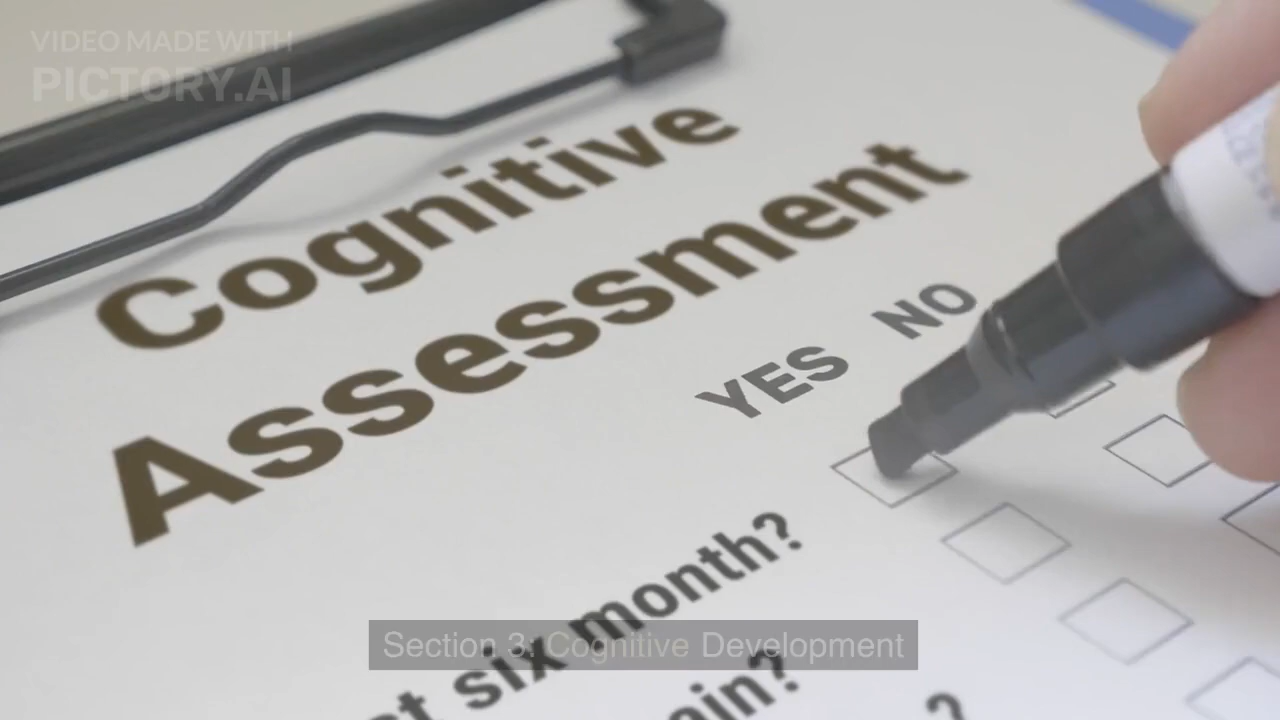 VIDEO MADE WITH
PICTORY.AI
Cognitive
Assessment
YES NO
six month?
?
Section 3: Cognitive Development